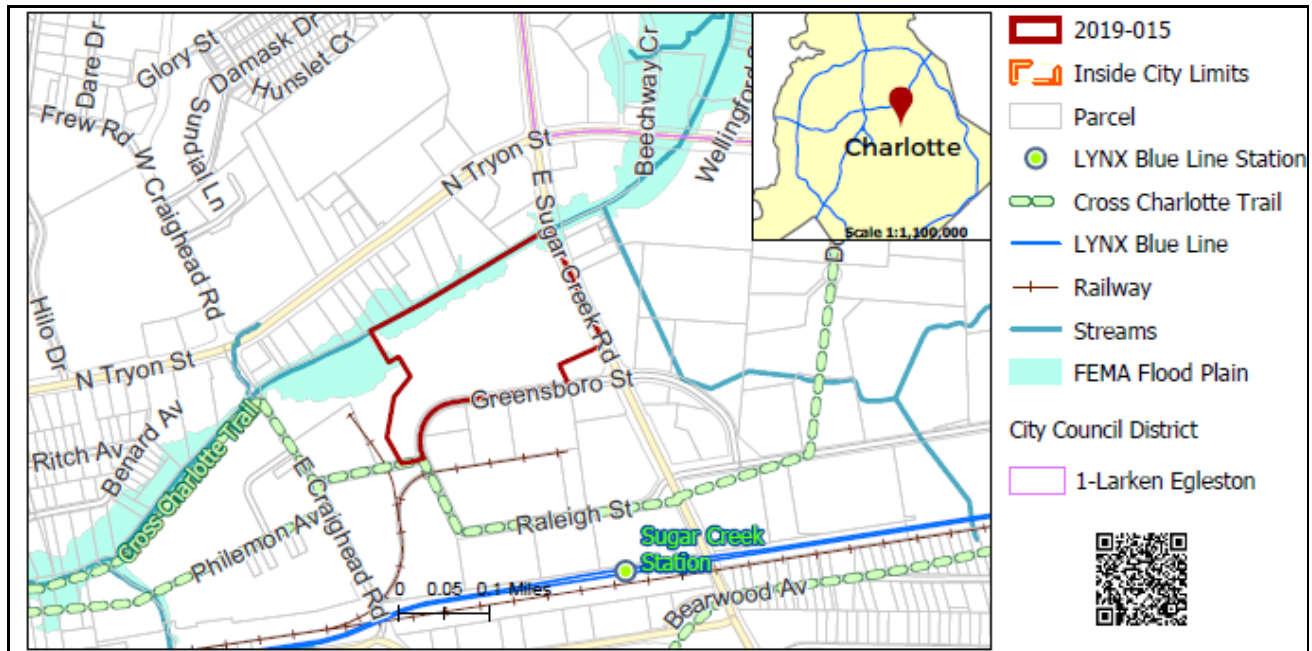 Dare Dr
Glory St
Damask Dr
Hunslet Cr
Frew Rd
Sundial Ln
W Craighead Rd
N Tryon St
E Sugar Creek Rd
Beechway Cr
Wellingford
Charlotte
Scale 1:1,100,000
Do
Hilo Dr
N Tryon St
Greensboro St
Benard Av
Ritch Av
Cross Charlotte Trail
E Craighead Rd
Philemon Av
Raleigh St
Sugar Creek
Station
0 0.05 0.1 Miles
Bearwood Av
2019-015
Inside City Limits
Parcel
LYNX Blue Line Station
Cross Charlotte Trail
LYNX Blue Line
Railway
Streams
FEMA Flood Plain
City Council District
1-Larken Egleston